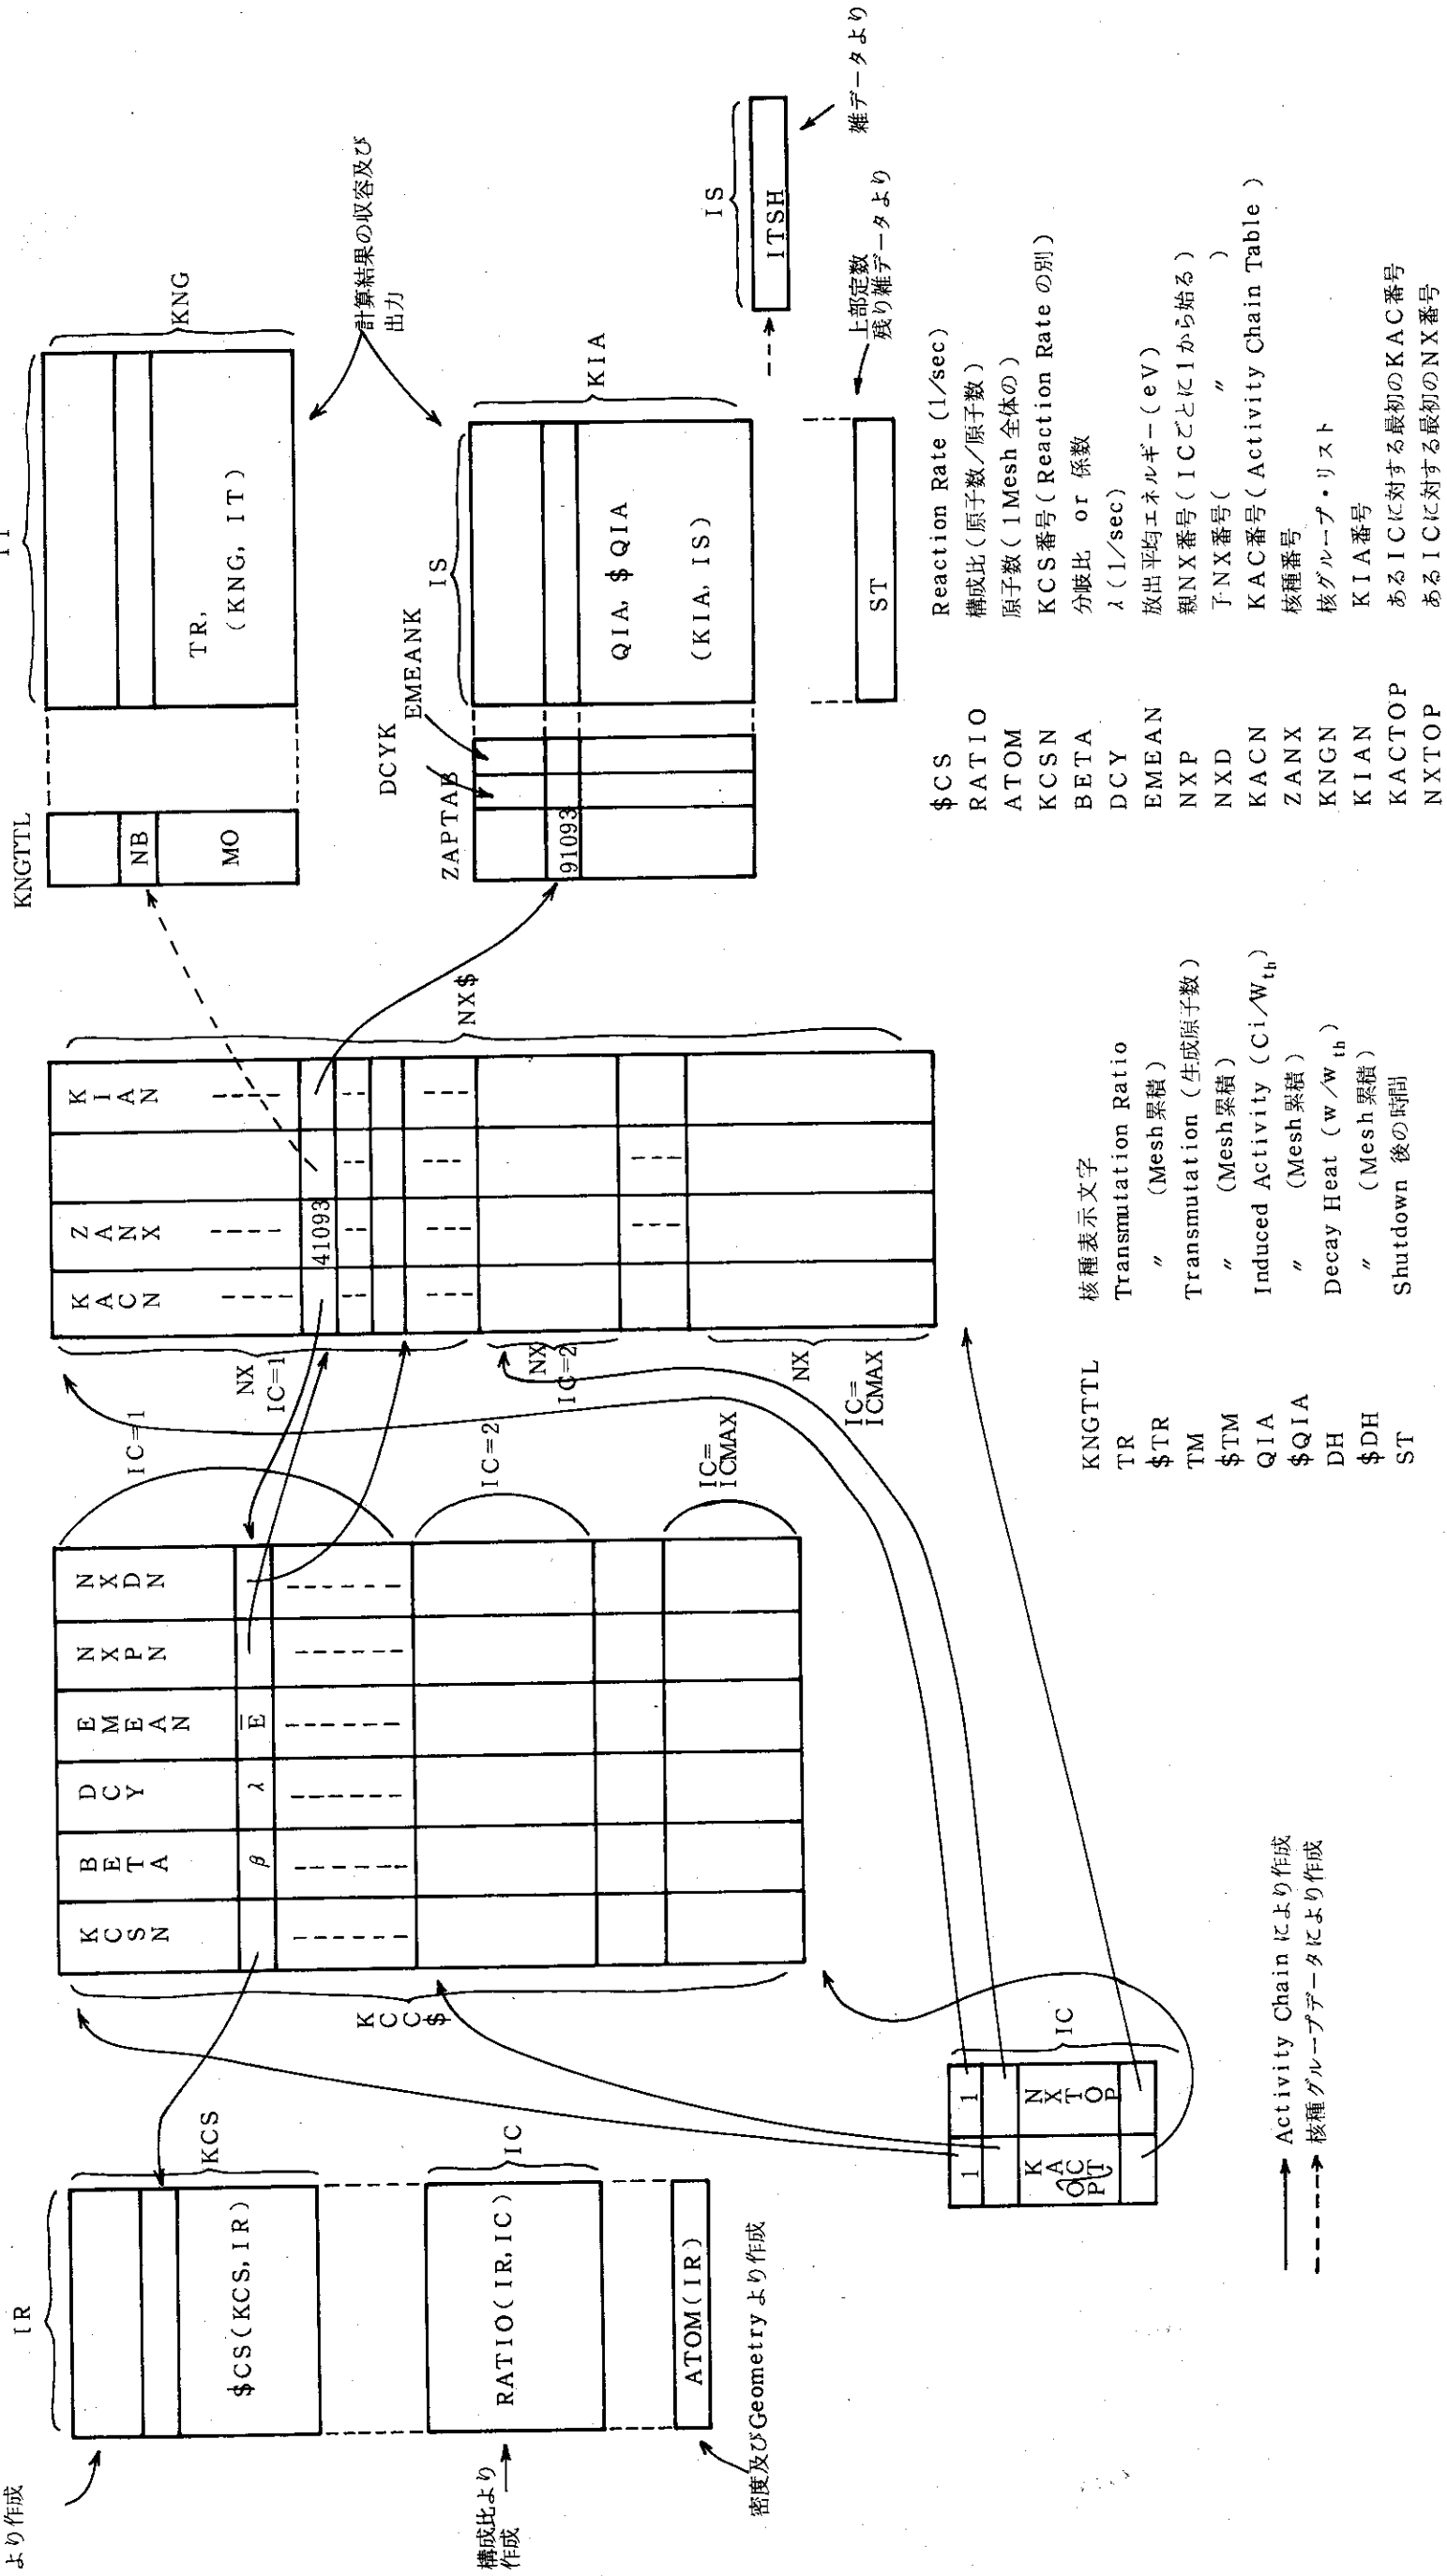 より作成
IR
$CS(KCS,IR)
KCS
構成比より
作成
RATIO(IR,IC)
IC
ATOM(IR)
密度及びGeometryより作成
KCSN
BETA
DCY
EMEAN
NXPN
NXDN
β
λ
E̅
KCC$
IC=1
IC=2
IC=
ICMAX
1
1
KACTOP
NXTOP
IC
Activity Chain により作成
核種グループデータにより作成
KACN
ZANX
KIAN
41093
NX
IC=1
NX
IC=2
NX
IC=
ICMAX
NX$
KNGTTL
NB
MO
IT
TR,
(KNG, IT)
KNG
計算結果の収容及び
出力
ZAPTAB
DCYK
EMEANK
91093
IS
QIA, $QIA
(KIA, IS)
KIA
IS
ITSH
雑データより
ST
上部定数
残り雑データより
KNGTTL 核種表示文字
TR Transmutation Ratio
$TR 〃 (Mesh累積)
TM Transmutation (生成原子数)
$TM 〃 (Mesh累積)
QIA Induced Activity (Ci/Wth)
$QIA 〃 (Mesh累積)
DH Decay Heat (w/wth)
$DH 〃 (Mesh累積)
ST Shutdown 後の時間
$CS Reaction Rate (1/sec)
RATIO 構成比(原子数/原子数)
ATOM 原子数(1Mesh全体の)
KCSN KCS番号(Reaction Rateの別)
BETA 分岐比 or 係数
DCY λ(1/sec)
EMEAN 放出平均エネルギー(eV)
NXP 親NX番号(ICごとに1から始る)
NXD 子NX番号( 〃 )
KACN KAC番号(Activity Chain Table)
ZANX 核種番号
KNGN 核グループ・リスト
KIAN KIA番号
KACTOP あるICに対する最初のKAC番号
NXTOP あるICに対する最初のNX番号